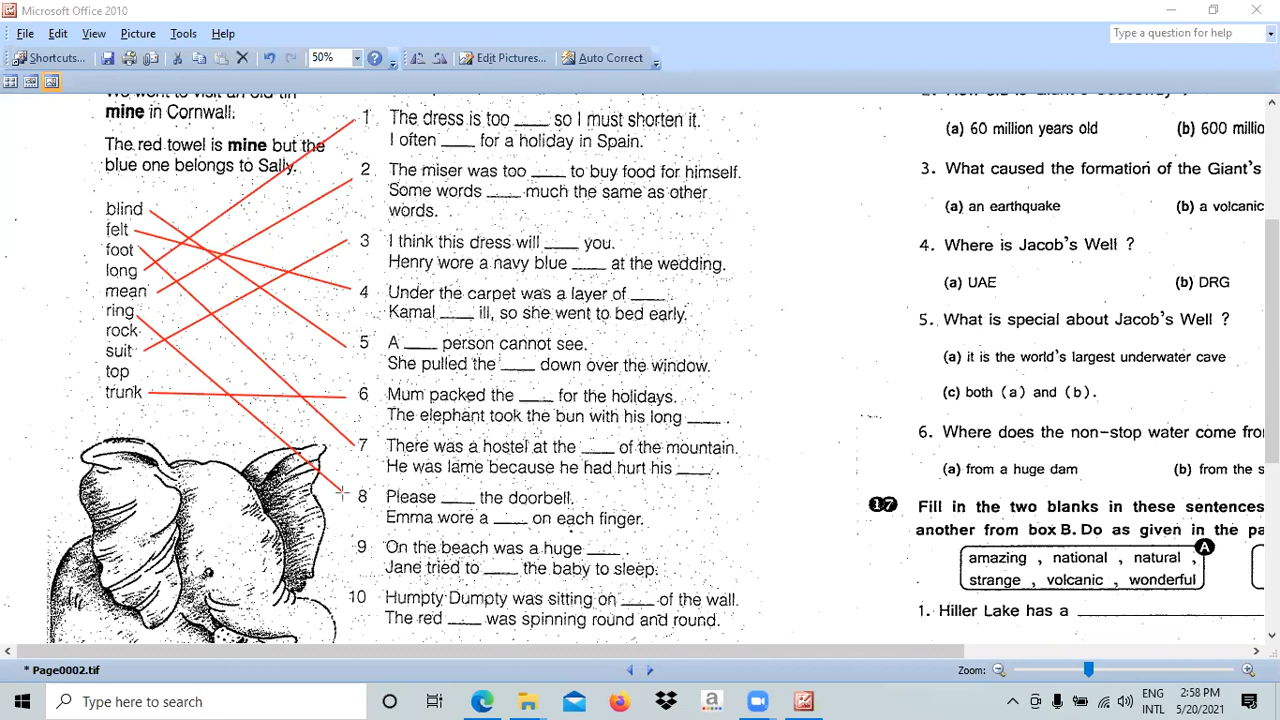 Microsoft Office 2010
File Edit View Picture Tools Help
Type a question for help
Shortcuts...
50%
Edit Pictures...
Auto Correct
mine in Cornwall.
The red towel is mine but the
blue one belongs to Sally.
blind
felt
foot
long
mean
ring
rock
suit
top
trunk
1 The dress is too ____ so I must shorten it.
I often ____ for a holiday in Spain.
2 The miser was too ____ to buy food for himself.
Some words ____ much the same as other
words.
3 I think this dress will ____ you.
Henry wore a navy blue ____ at the wedding.
4 Under the carpet was a layer of ____
Kamal ____ ill, so she went to bed early.
5 A ____ person cannot see.
She pulled the ____ down over the window.
6 Mum packed the ____ for the holidays.
The elephant took the bun with his long ____ .
7 There was a hostel at the ____ of the mountain.
He was lame because he had hurt his ____ .
8 Please ____ the doorbell.
Emma wore a ____ on each finger.
9 On the beach was a huge ____ .
Jane tried to ____ the baby to sleep.
10 Humpty Dumpty was sitting on ____ of the wall.
The red ____ was spinning round and round.
(a) 60 million years old (b) 600 millio
3. What caused the formation of the Giant's
(a) an earthquake (b) a volcanic
4. Where is Jacob's Well ?
(a) UAE (b) DRG
5. What is special about Jacob's Well ?
(a) it is the world's largest underwater cave
(c) both (a) and (b).
6. Where does the non-stop water come from
(a) from a huge dam (b) from the s
17 Fill in the two blanks in these sentences
another from box B. Do as given in the pa
A
amazing , national , natural ,
strange , volcanic , wonderful
1. Hiller Lake has a ____
* Page0002.tif
Zoom:
Type here to search
ENG
INTL
2:58 PM
5/20/2021